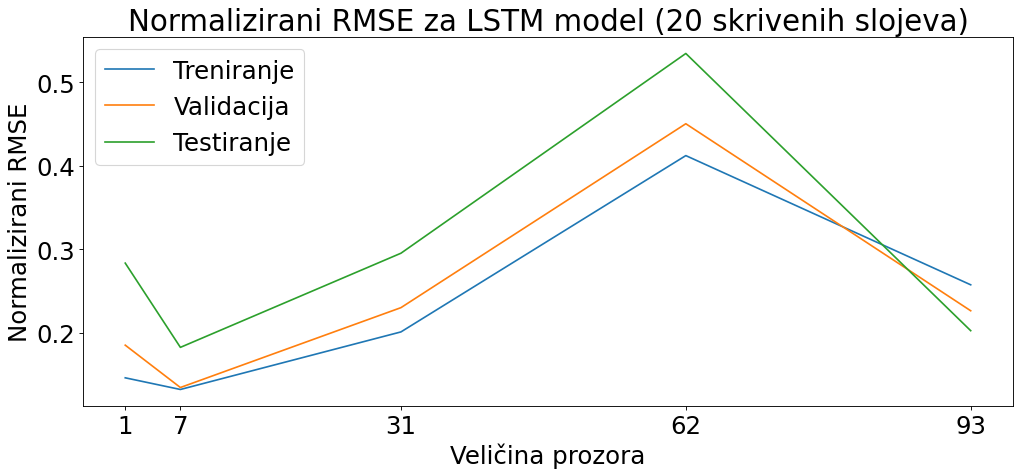 Normalizirani RMSE za LSTM model (20 skrivenih slojeva)
Treniranje
Validacija
Testiranje
Normalizirani RMSE
0.5
0.4
0.3
0.2
1 7 31 62 93
Veličina prozora